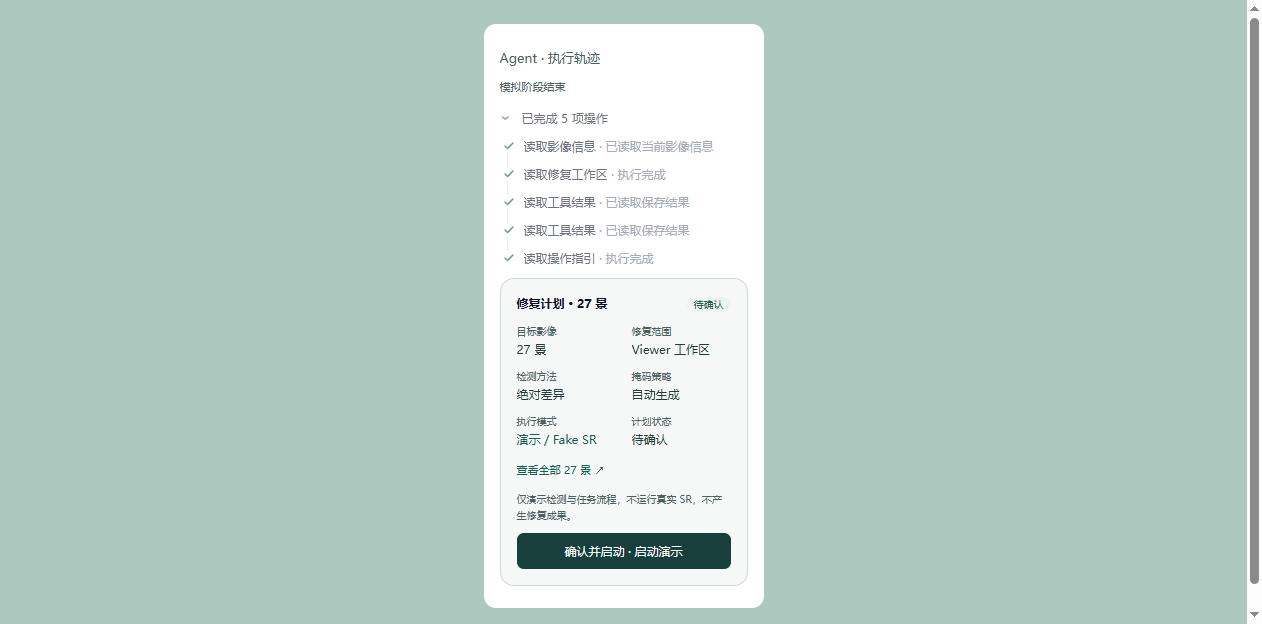 Agent · 执行轨迹
模拟阶段结束
已完成 5 项操作
读取影像信息 · 已读取当前影像信息
读取修复工作区 · 执行完成
读取工具结果 · 已读取保存结果
读取工具结果 · 已读取保存结果
读取操作指引 · 执行完成
修复计划 • 27 景
待确认
目标影像
修复范围
27 景
Viewer 工作区
检测方法
掩码策略
绝对差异
自动生成
执行模式
计划状态
演示 / Fake SR
待确认
查看全部 27 景 ↗
仅演示检测与任务流程，不运行真实 SR，不产
生修复成果。
确认并启动 · 启动演示